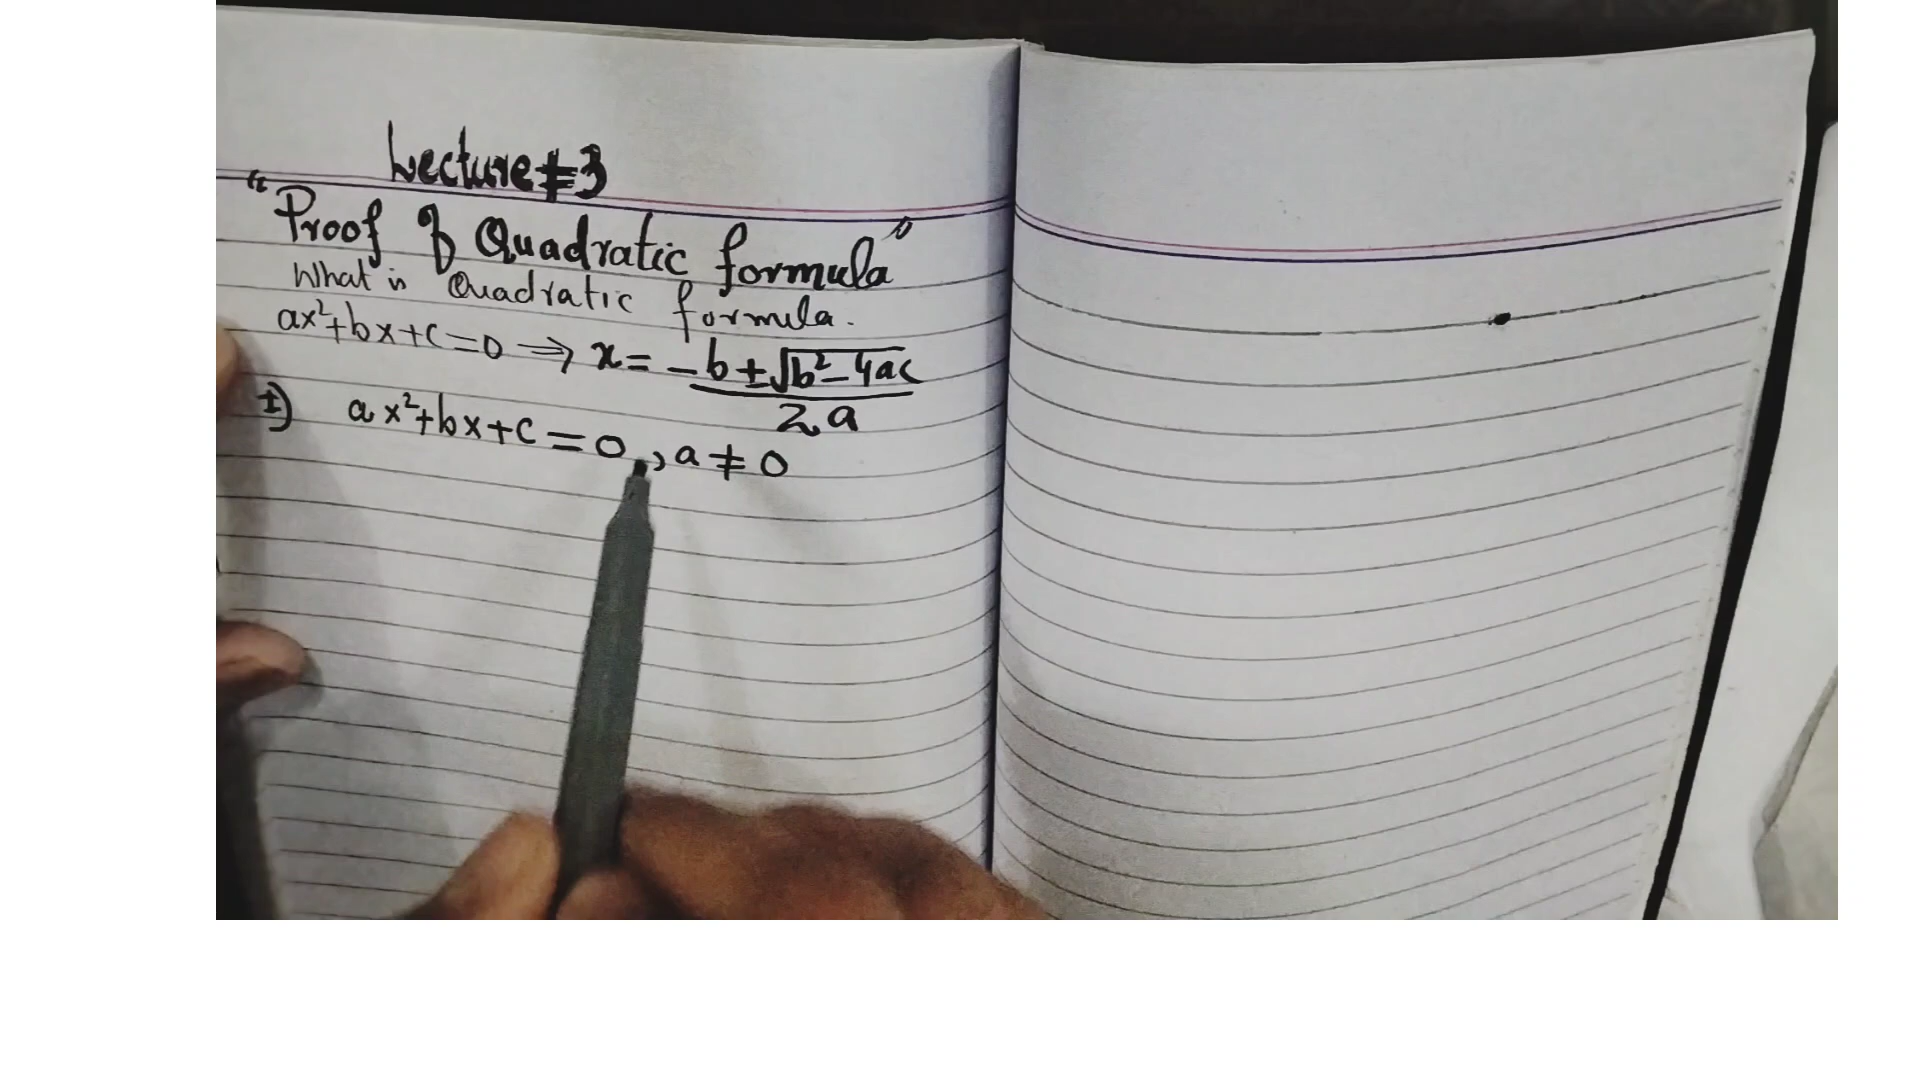 Lecture#3
"Proof of Quadratic formula"
What is Quadratic formula.
ax²+bx+c=0 ⇒ x= -b±√b²-4ac / 2a
I) ax²+bx+c=0, a≠0